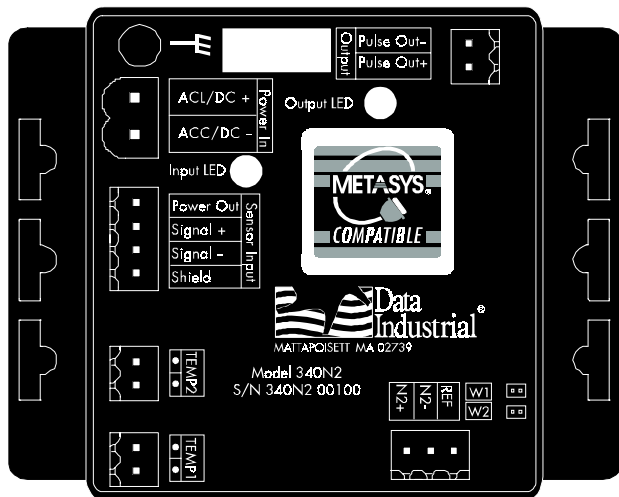 Output
Pulse Out-
Pulse Out+
ACL/DC +
ACC/DC -
Power In
Output LED
Input LED
METASYS®
COMPATIBLE
Power Out
Signal +
Signal -
Shield
Sensor Input
Data
Industrial®
MATTAPOISETT MA 02739
Model 340N2
S/N 340N2 00100
TEMP2
N2+
N2-
REF
W1
W2
TEMP1